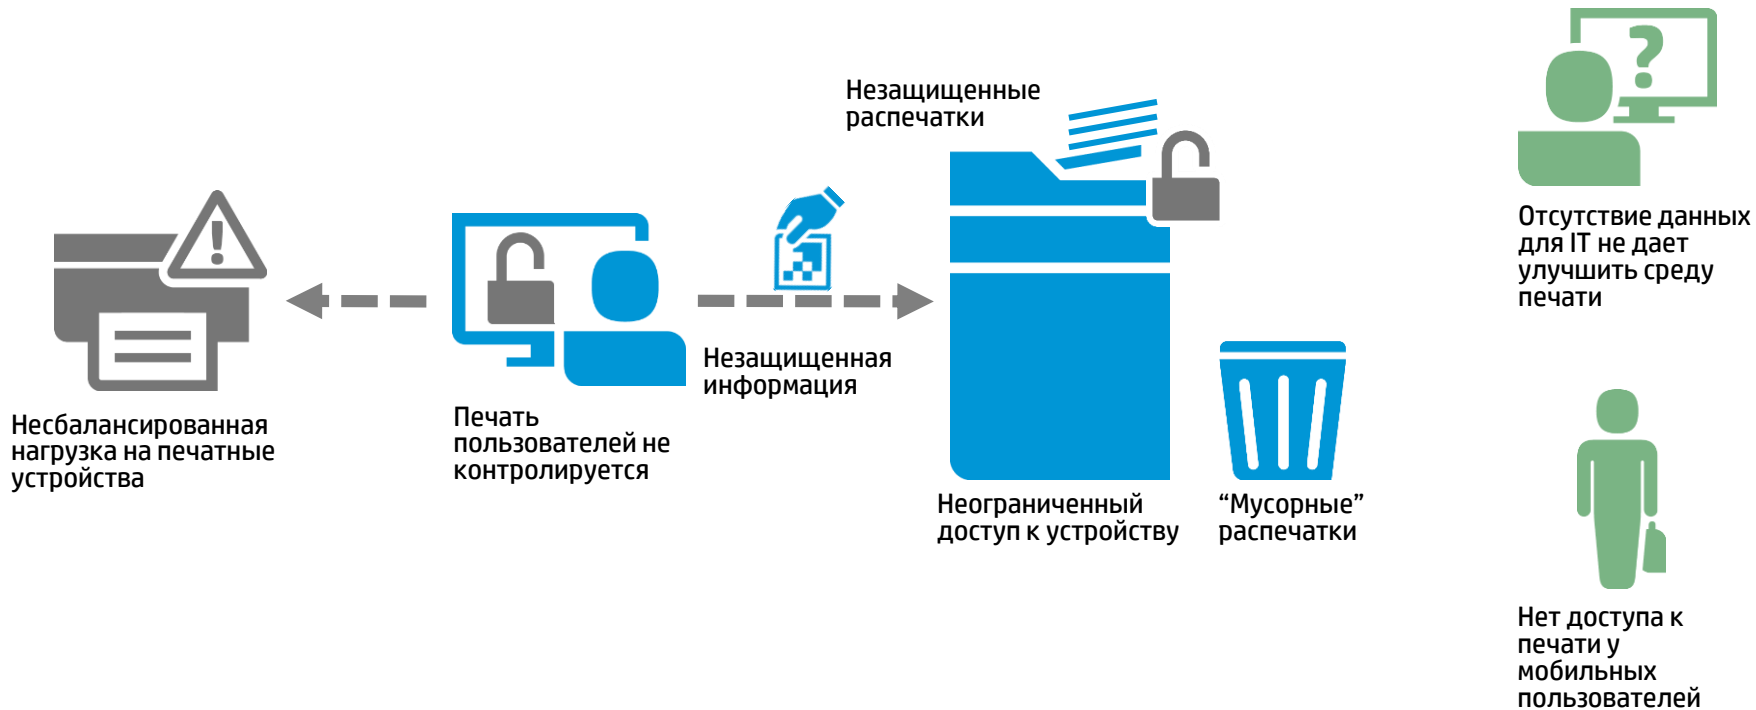 Несбалансированная
нагрузка на печатные
устройства
Печать
пользователей не
контролируется
Незащищенная
информация
Незащищенные
распечатки
Неограниченный
доступ к устройству
“Мусорные”
распечатки
?
Отсутствие данных
для IT не дает
улучшить среду
печати
Нет доступа к
печати у
мобильных
пользователей